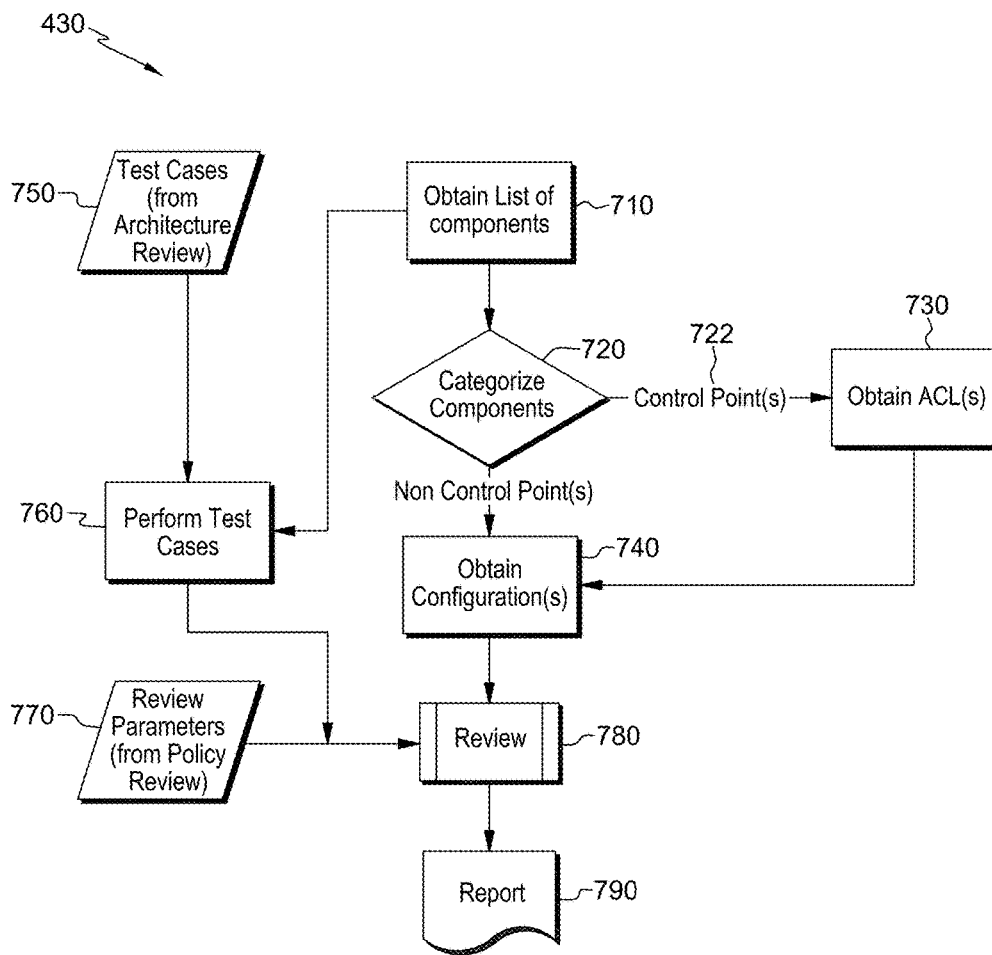 430
750
Test Cases
(from
Architecture
Review)
Obtain List of
components
710
720
Categorize
Components
722
Control Point(s)
730
Obtain ACL(s)
Non Control Point(s)
760
Perform Test
Cases
740
Obtain
Configuration(s)
770
Review
Parameters
(from Policy
Review)
Review
780
Report
790